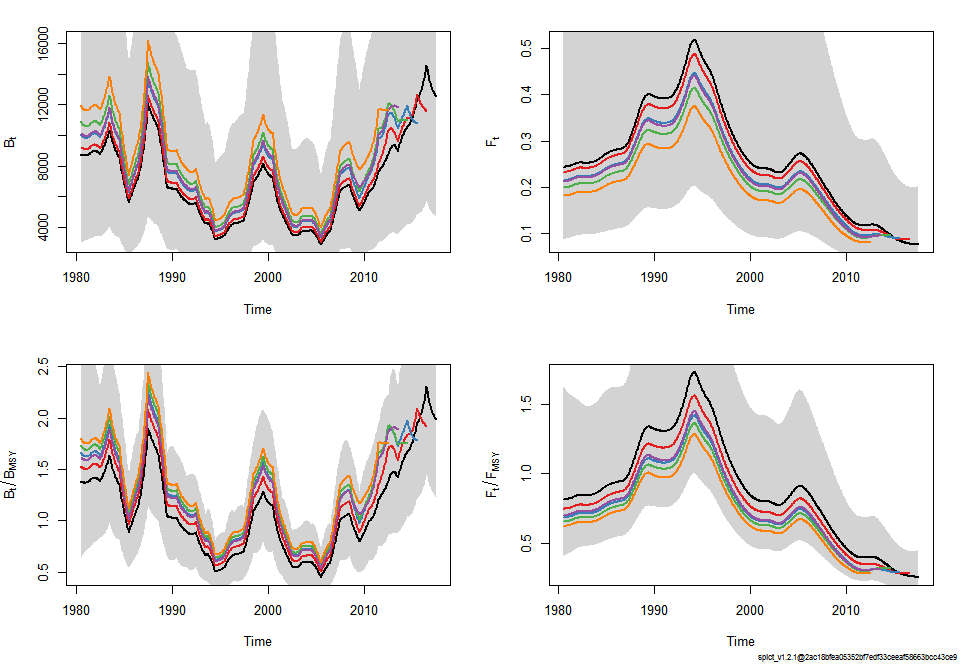 16000
12000
8000
4000
Bt
1980 1990 2000 2010
Time
0.5
0.4
0.3
0.2
0.1
Ft
1980 1990 2000 2010
Time
2.5
2.0
1.5
1.0
0.5
Bt/BMSY
1980 1990 2000 2010
Time
1.5
1.0
0.5
Ft/FMSY
1980 1990 2000 2010
Time
spict_v1.2.1@2ac18bfea05352bf7edf33ceeaf58663bcc43ce9